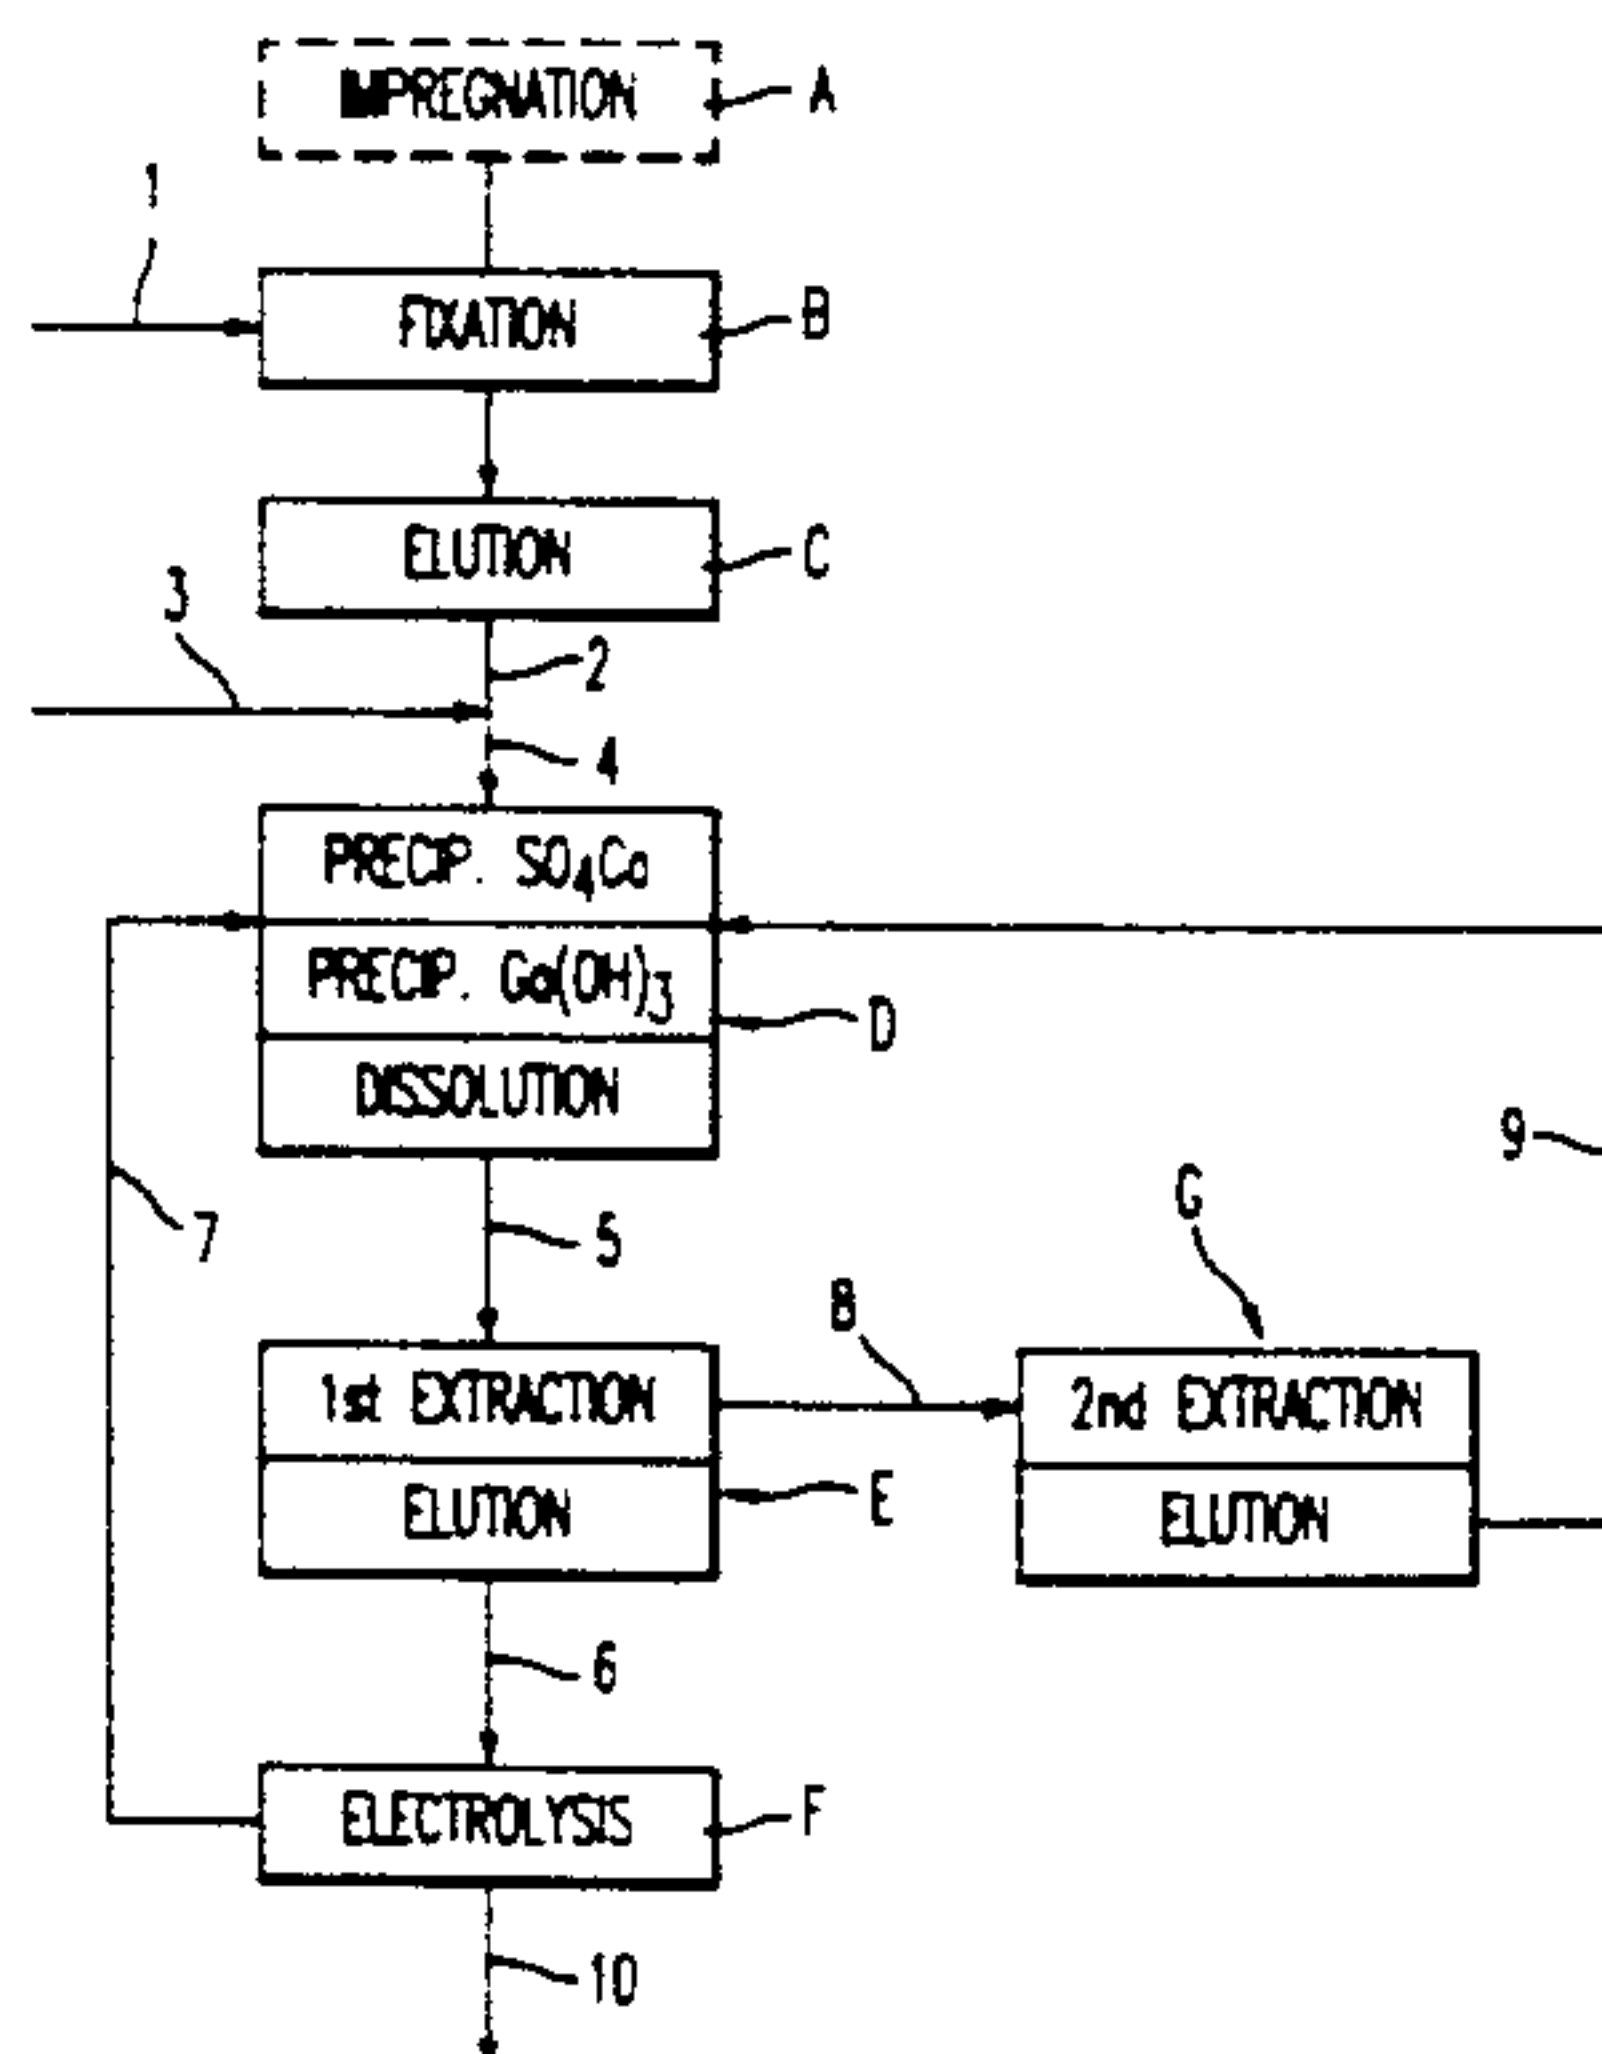 IMPREGNATION
A
1
FIXATION
B
ELUTION
C
3
2
4
PRECIP. SO₄Ca
PRECIP. Ga(OH)₃
D
DISSOLUTION
9
G
7
5
8
1st EXTRACTION
2nd EXTRACTION
E
ELUTION
ELUTION
6
ELECTROLYSIS
F
10